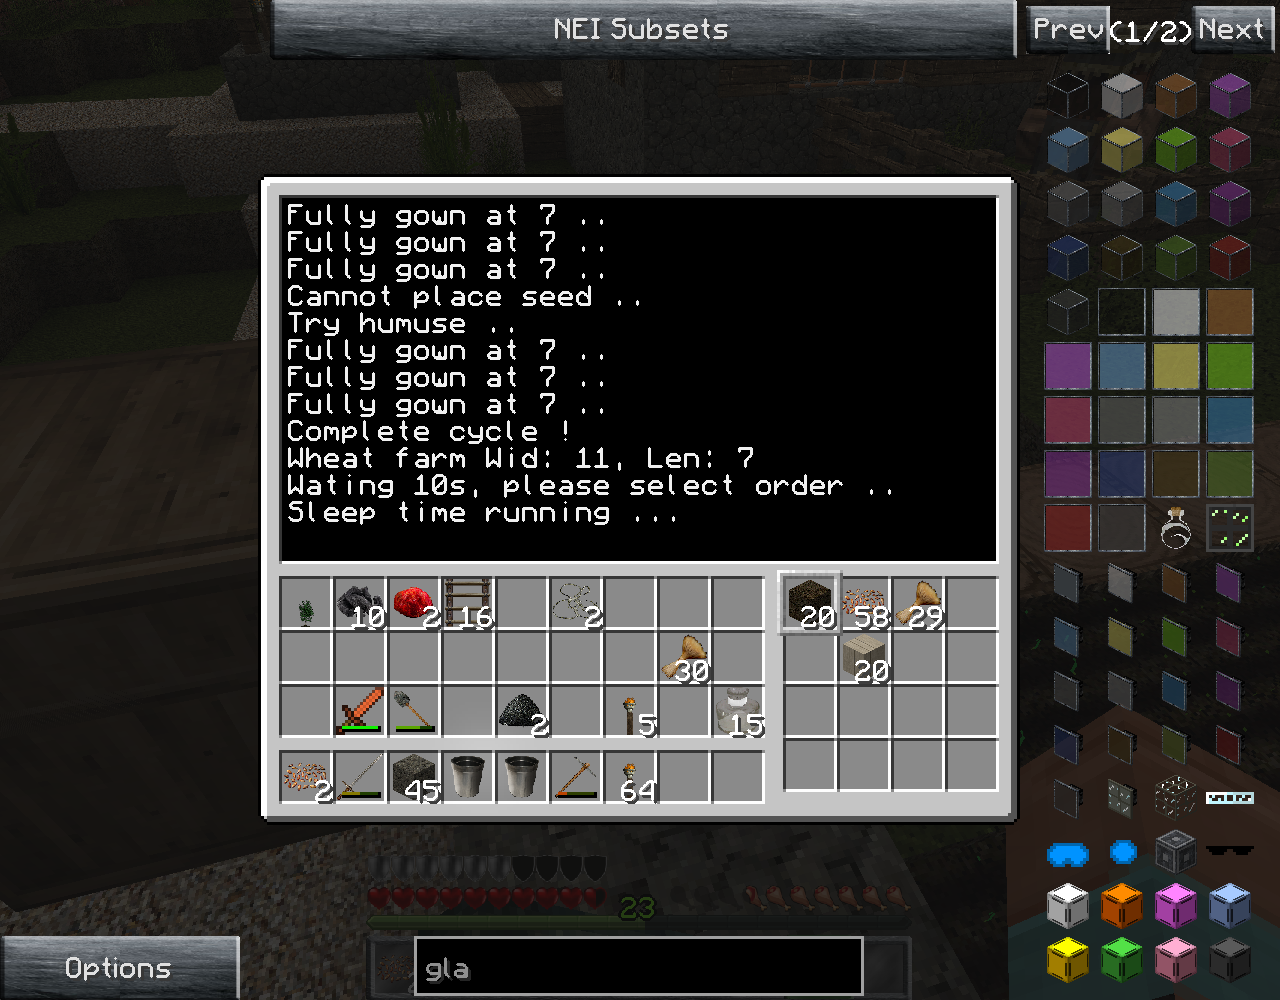 NEI Subsets
Prev (1/2) Next
Fully gown at 7 ..
Fully gown at 7 ..
Fully gown at 7 ..
Cannot place seed ..
Try humuse ..
Fully gown at 7 ..
Fully gown at 7 ..
Fully gown at 7 ..
Complete cycle !
Wheat farm Wid: 11, Len: 7
Wating 10s, please select order ..
Sleep time running ...
10 2 16 2 20 58 29
30 20
2 5 15
2 45 64
23
Options
gla